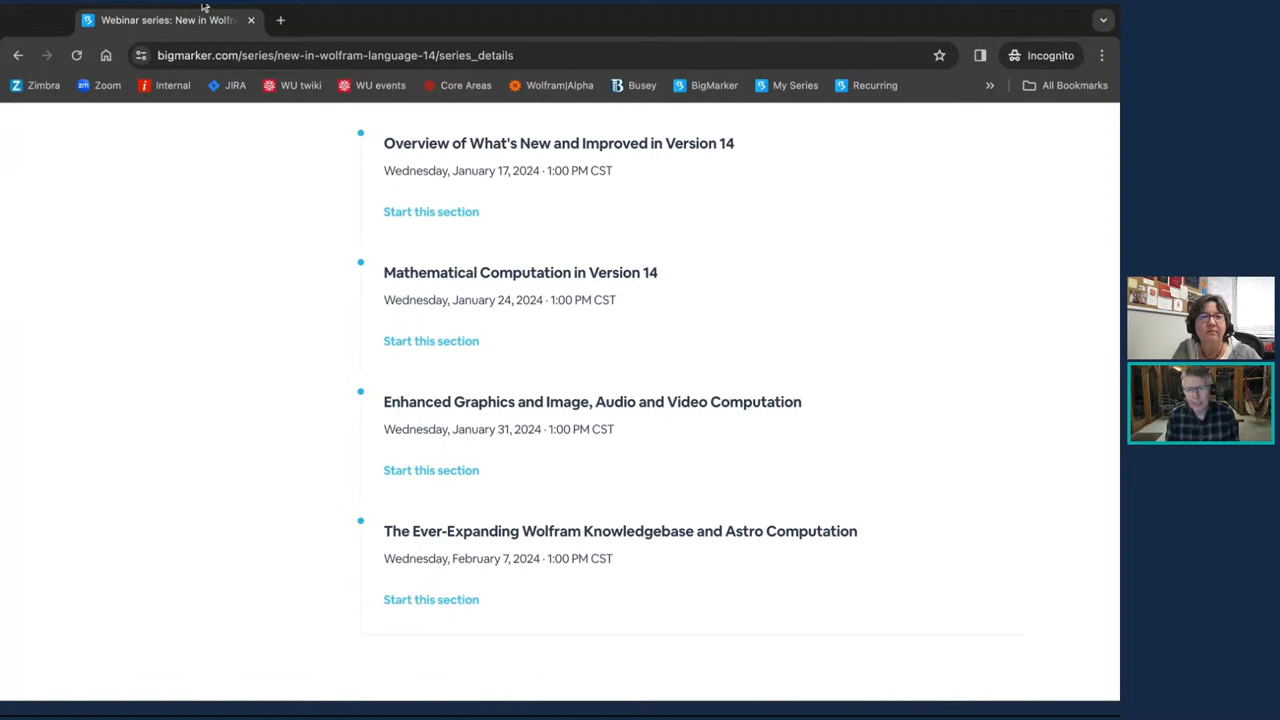 Webinar series: New in Wolfr
bigmarker.com/series/new-in-wolfram-language-14/series_details
Incognito
Zimbra
Zoom
Internal
JIRA
WU twiki
WU events
Core Areas
Wolfram|Alpha
Busey
BigMarker
My Series
Recurring
»
All Bookmarks
Overview of What's New and Improved in Version 14
Wednesday, January 17, 2024 · 1:00 PM CST
Start this section
Mathematical Computation in Version 14
Wednesday, January 24, 2024 · 1:00 PM CST
Start this section
Enhanced Graphics and Image, Audio and Video Computation
Wednesday, January 31, 2024 · 1:00 PM CST
Start this section
The Ever-Expanding Wolfram Knowledgebase and Astro Computation
Wednesday, February 7, 2024 · 1:00 PM CST
Start this section